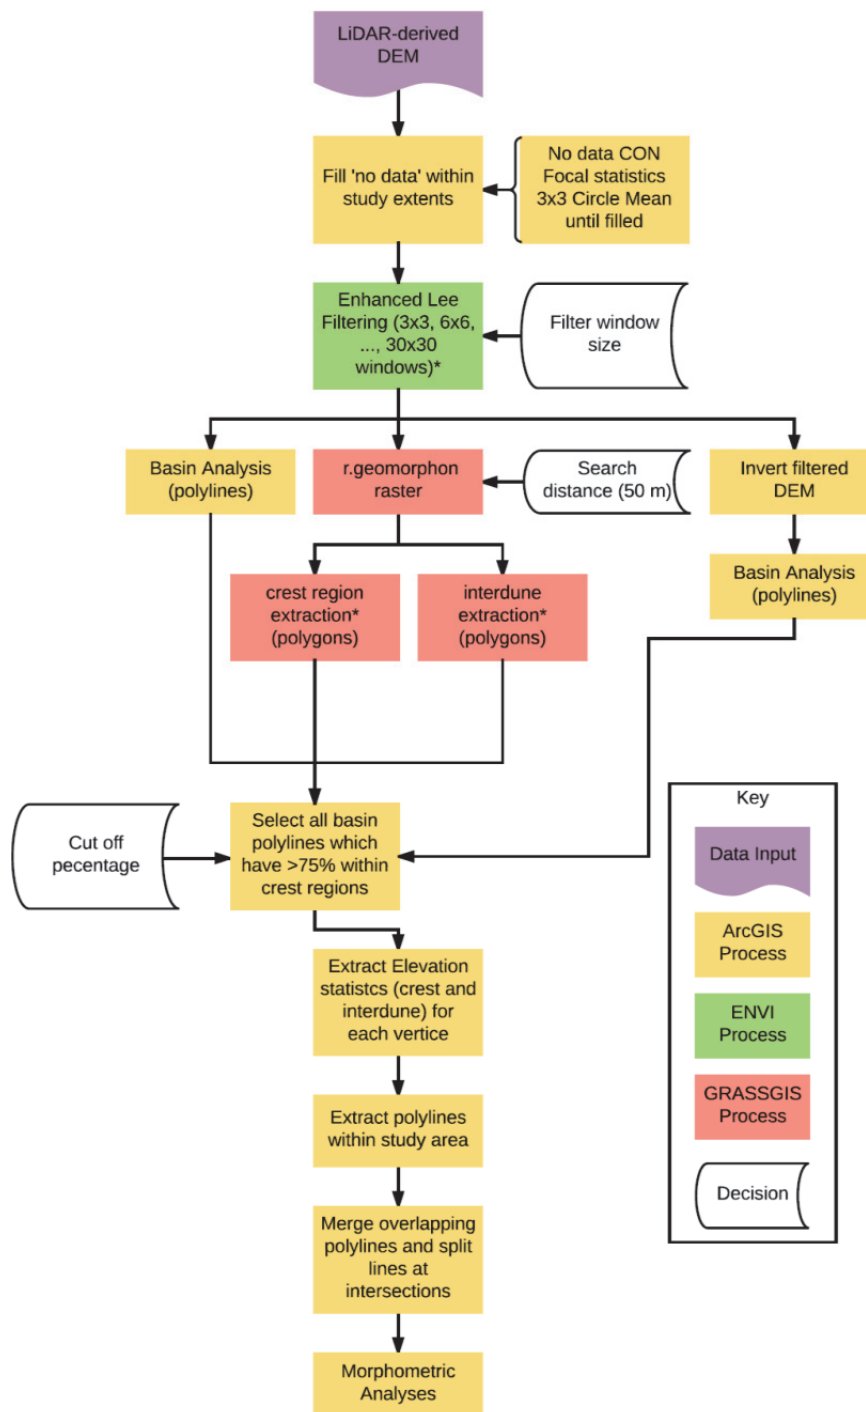 LiDAR-derived
DEM
Fill 'no data' within
study extents
No data CON
Focal statistics
3x3 Circle Mean
until filled
Enhanced Lee
Filtering (3x3, 6x6,
..., 30x30
windows)*
Filter window
size
Basin Analysis
(polylines)
r.geomorphon
raster
Search
distance (50 m)
Invert filtered
DEM
Basin Analysis
(polylines)
crest region
extraction*
(polygons)
interdune
extraction*
(polygons)
Cut off
pecentage
Select all basin
polylines which
have >75% within
crest regions
Extract Elevation
statistcs (crest and
interdune) for
each vertice
Extract polylines
within study area
Merge overlapping
polylines and split
lines at
intersections
Morphometric
Analyses
Key
Data Input
ArcGIS
Process
ENVI
Process
GRASSGIS
Process
Decision